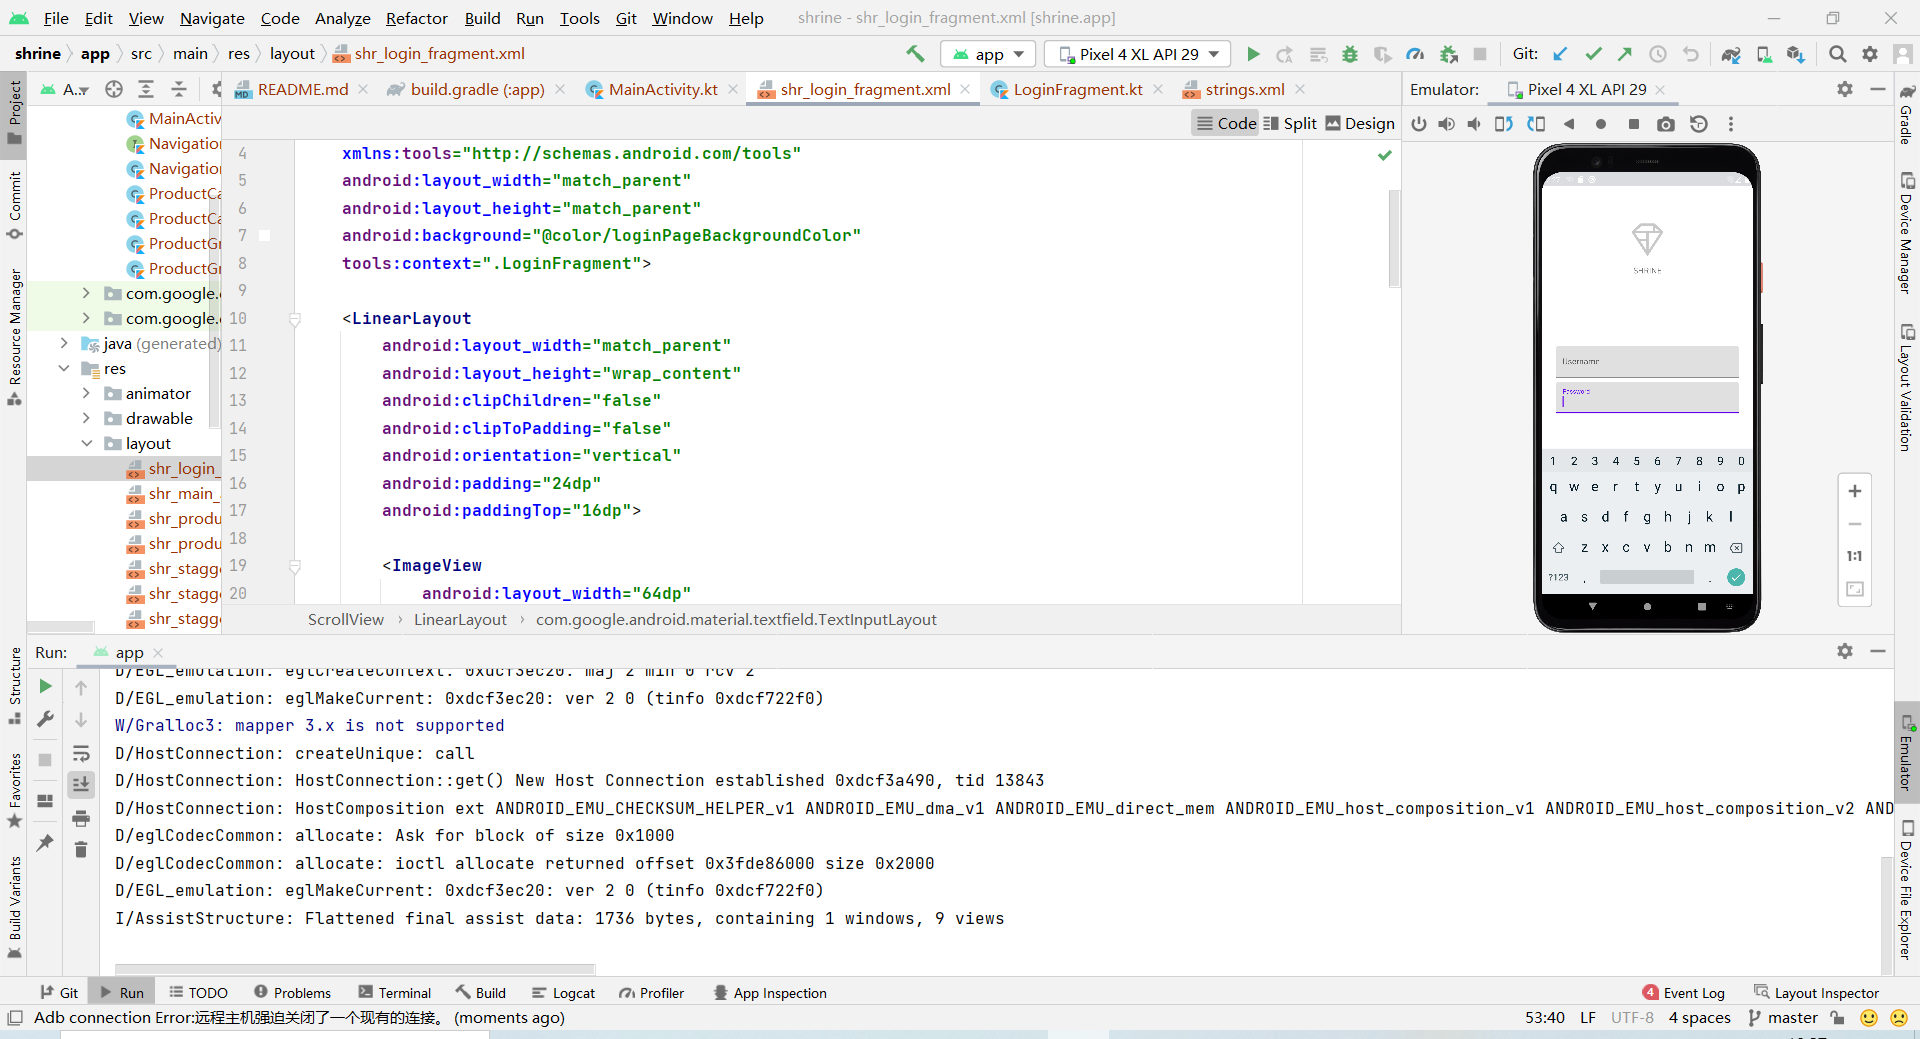 File Edit View Navigate Code Analyze Refactor Build Run Tools Git Window Help shrine - shr_login_fragment.xml [shrine.app]
shrine app src main res layout shr_login_fragment.xml app Pixel 4 XL API 29 Git:
A... README.md build.gradle (:app) MainActivity.kt shr_login_fragment.xml LoginFragment.kt strings.xml Emulator: Pixel 4 XL API 29
Code Split Design
Project
Commit
Resource Manager
Structure
Favorites
Build Variants
MainActiv
Navigation
Navigation
ProductCa
ProductCa
ProductGr
ProductGr
com.google.
com.google.
java (generated)
res
animator
drawable
layout
shr_login_
shr_main_
shr_produ
shr_produ
shr_stagg
shr_stagg
shr_stagg
4 xmlns:tools="http://schemas.android.com/tools"
5 android:layout_width="match_parent"
6 android:layout_height="match_parent"
7 android:background="@color/loginPageBackgroundColor"
8 tools:context=".LoginFragment">
9
10 <LinearLayout
11 android:layout_width="match_parent"
12 android:layout_height="wrap_content"
13 android:clipChildren="false"
14 android:clipToPadding="false"
15 android:orientation="vertical"
16 android:padding="24dp"
17 android:paddingTop="16dp">
18
19 <ImageView
20 android:layout_width="64dp"
ScrollView › LinearLayout › com.google.android.material.textfield.TextInputLayout
SHRINE
Username
Password
1 2 3 4 5 6 7 8 9 0
q w e r t y u i o p
a s d f g h j k l
z x c v b n m
?123 , .
1:1
Gradle
Device Manager
Layout Validation
Emulator
Device File Explorer
Run: app
D/EGL_emulation: eglCreateContext: 0xdcf3ec20: maj 2 min 0 rcv 2
D/EGL_emulation: eglMakeCurrent: 0xdcf3ec20: ver 2 0 (tinfo 0xdcf722f0)
W/Gralloc3: mapper 3.x is not supported
D/HostConnection: createUnique: call
D/HostConnection: HostConnection::get() New Host Connection established 0xdcf3a490, tid 13843
D/HostConnection: HostComposition ext ANDROID_EMU_CHECKSUM_HELPER_v1 ANDROID_EMU_dma_v1 ANDROID_EMU_direct_mem ANDROID_EMU_host_composition_v1 ANDROID_EMU_host_composition_v2 AND
D/eglCodecCommon: allocate: Ask for block of size 0x1000
D/eglCodecCommon: allocate: ioctl allocate returned offset 0x3fde86000 size 0x2000
D/EGL_emulation: eglMakeCurrent: 0xdcf3ec20: ver 2 0 (tinfo 0xdcf722f0)
I/AssistStructure: Flattened final assist data: 1736 bytes, containing 1 windows, 9 views
Git Run TODO Problems Terminal Build Logcat Profiler App Inspection 4 Event Log Layout Inspector
Adb connection Error:远程主机强迫关闭了一个现有的连接。 (moments ago) 53:40 LF UTF-8 4 spaces master